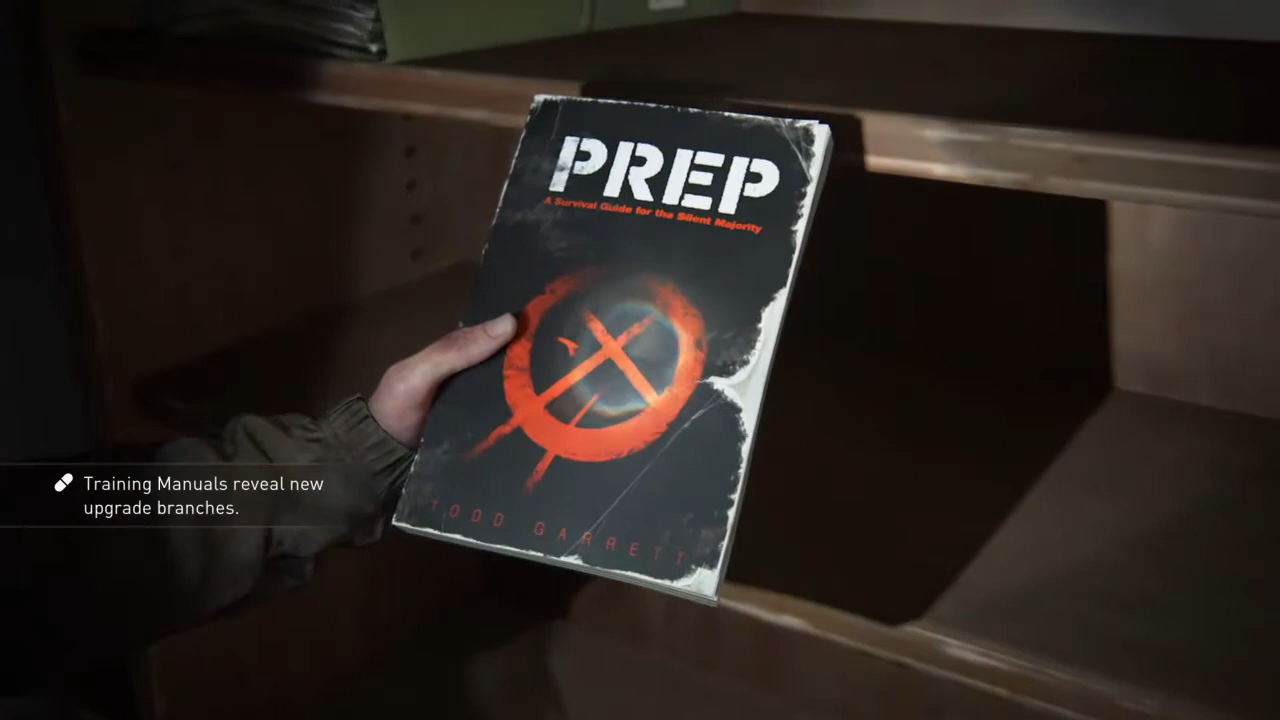 PREP
A Survival Guide for the Silent Majority
TODD GARRETT
Training Manuals reveal new
upgrade branches.